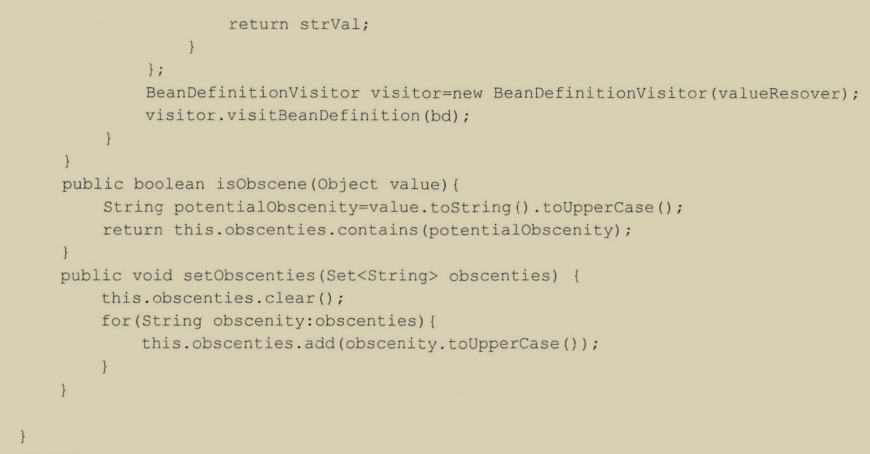 return strVal;
}
};
BeanDefinitionVisitor visitor=new BeanDefinitionVisitor(valueResover);
visitor.visitBeanDefinition(bd);
}
}
public boolean isObscene(Object value){
String potentialObscenity=value.toString().toUpperCase();
return this.obscenties.contains(potentialObscenity);
}
public void setObscenties(Set<String> obscenties) {
this.obscenties.clear();
for(String obscenity:obscenties){
this.obscenties.add(obscenity.toUpperCase());
}
}
}